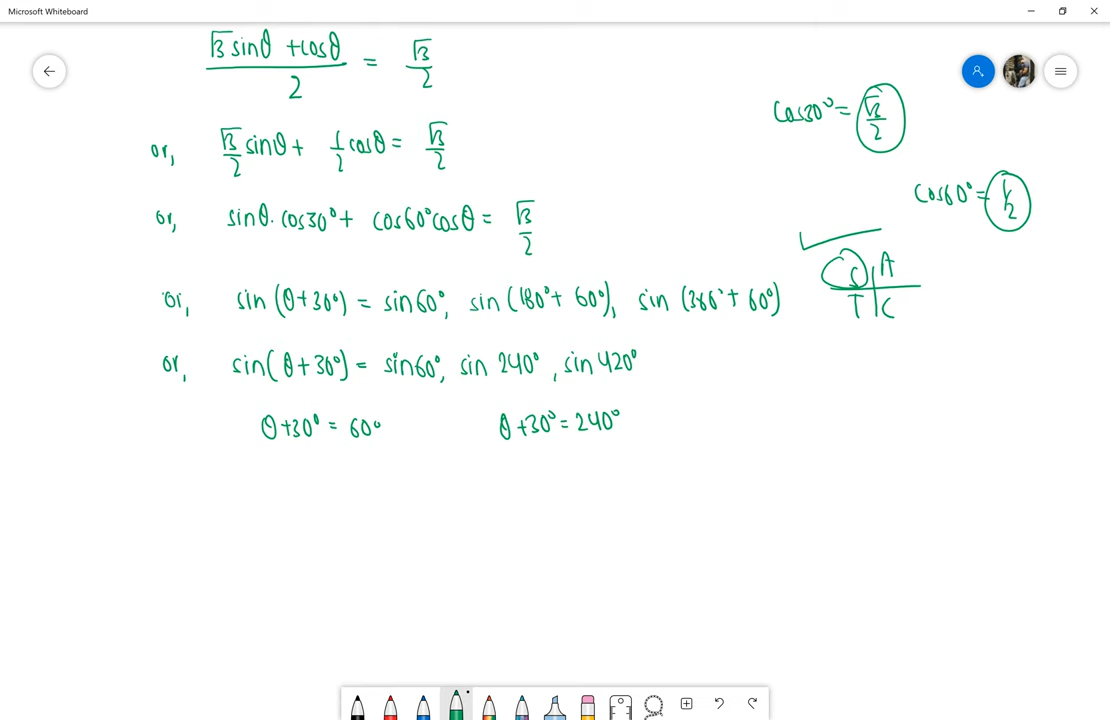 Microsoft Whiteboard
(√3 sinθ + cosθ)/2 = √3/2
cos30° = √3/2
or, √3/2 sinθ + 1/2 cosθ = √3/2
cos60° = 1/2
or, sinθ. cos30° + cos60° cosθ = √3/2
S A
T C
or, sin (θ+30°) = sin60°, sin (180° + 60°), sin (360° + 60°)
or, sin(θ+30°) = sin60°, sin 240°, sin 420°
θ+30° = 60° θ+30° = 240°